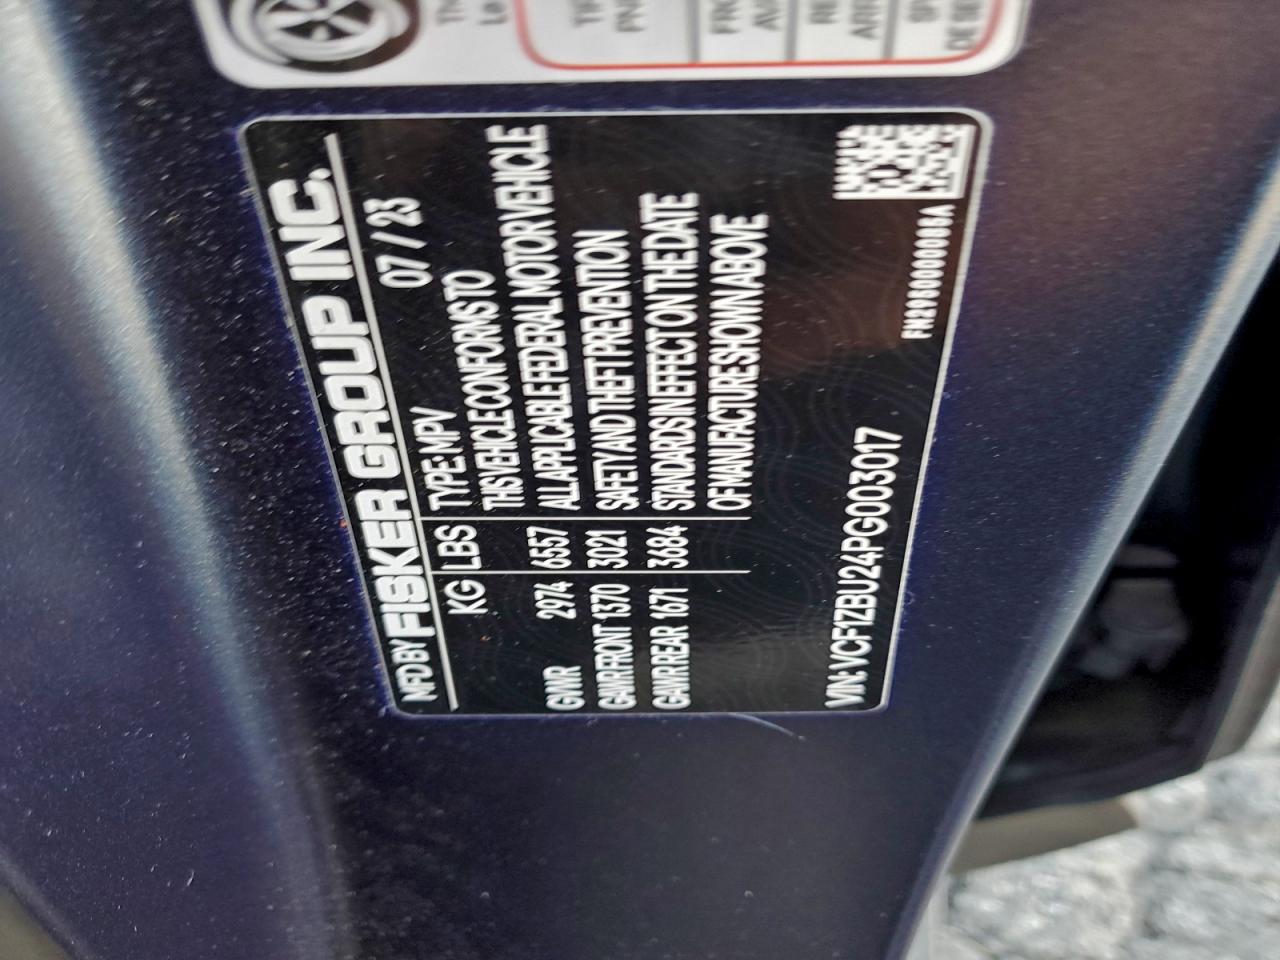 MFD BY FISKER GROUP INC.
07 / 23
KG LBS TYPE:MPV
THIS VEHICLE CONFORMS TO
GVWR 2974 6557 ALL APPLICABLE FEDERAL MOTOR VEHICLE
GAWR FRONT 1370 3021 SAFETY AND THEFT PREVENTION
GAWR REAR 1671 3684 STANDARDS IN EFFECT ON THE DATE
OF MANUFACTURE SHOWN ABOVE
VIN: VCF1ZBU24PG003017